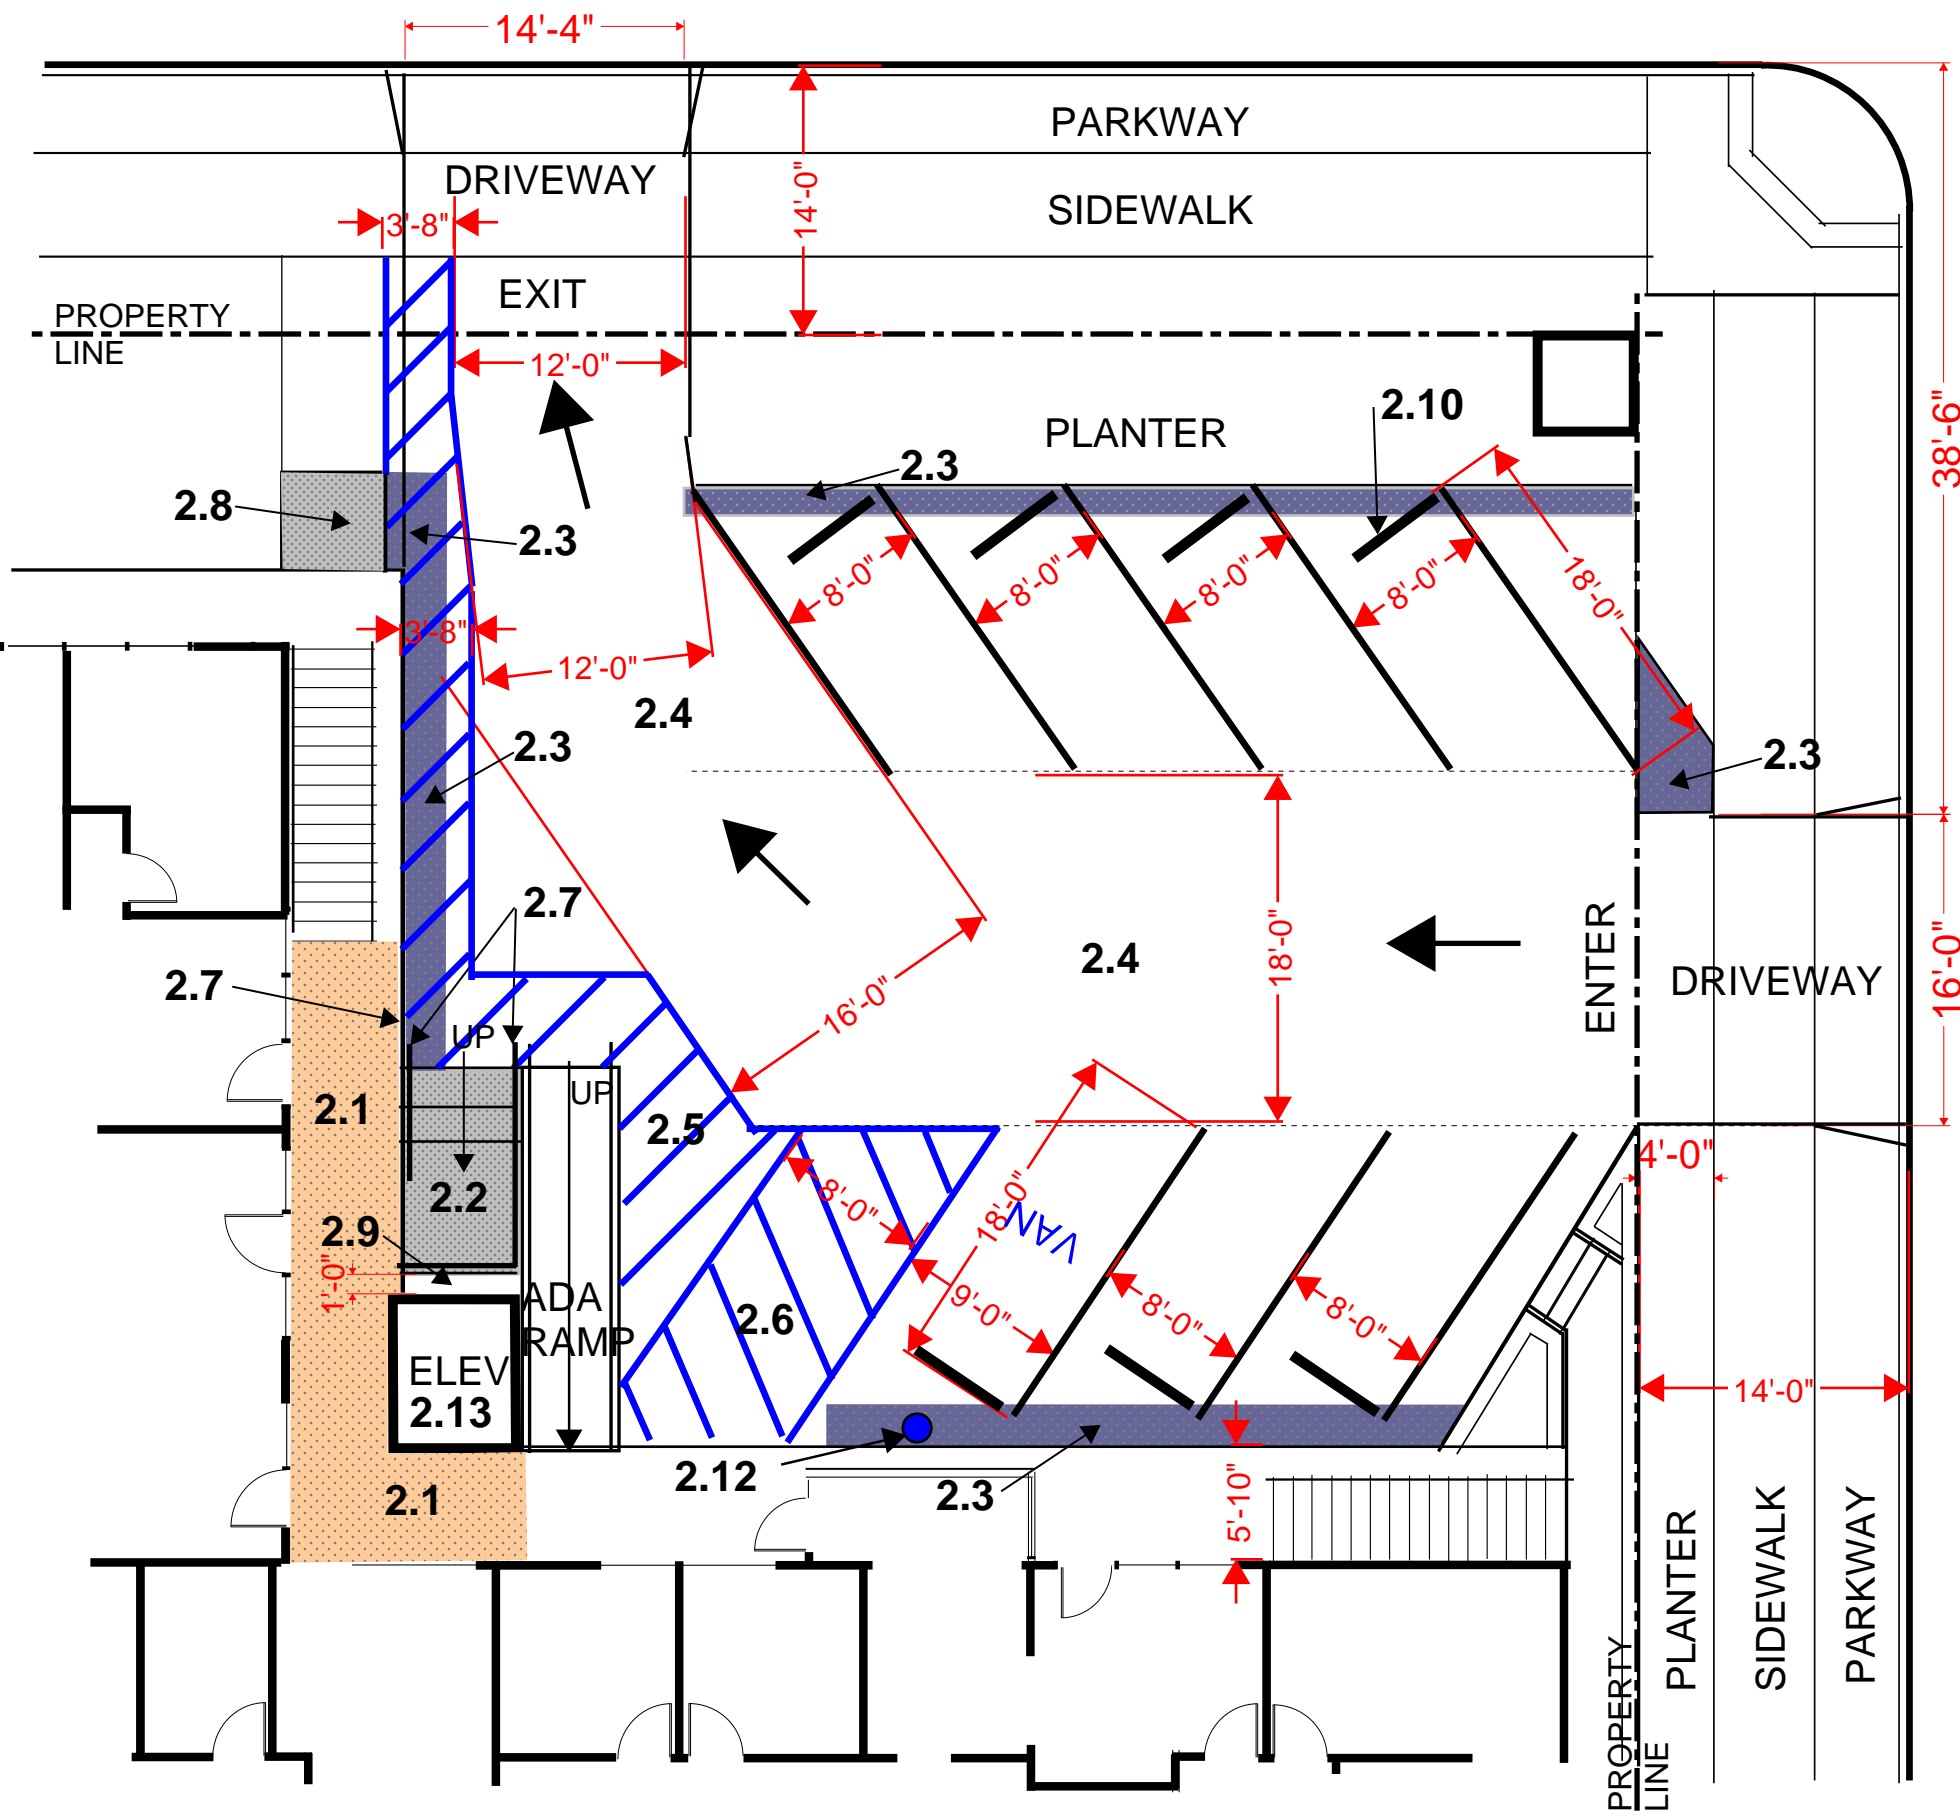 14'-4"
PARKWAY
DRIVEWAY
SIDEWALK
14'-0"
3'-8"
EXIT
PROPERTY
LINE
12'-0"
2.10
PLANTER
38'-6"
2.3
2.8
2.3
18'-0"
8'-0"
8'-0"
8'-0"
8'-0"
3'-8"
12'-0"
2.4
2.3
2.3
2.7
18'-0"
ENTER
2.4
2.7
DRIVEWAY
16'-0"
16'-0"
UP
UP
2.1
2.5
4'-0"
2.2
8'-0"
18'-0"
VAN
2.9
1'-0"
ADA
RAMP
2.6
9'-0"
8'-0"
8'-0"
ELEV
2.13
14'-0"
2.12
2.3
2.1
5'-10"
PLANTER
SIDEWALK
PARKWAY
PROPERTY
LINE